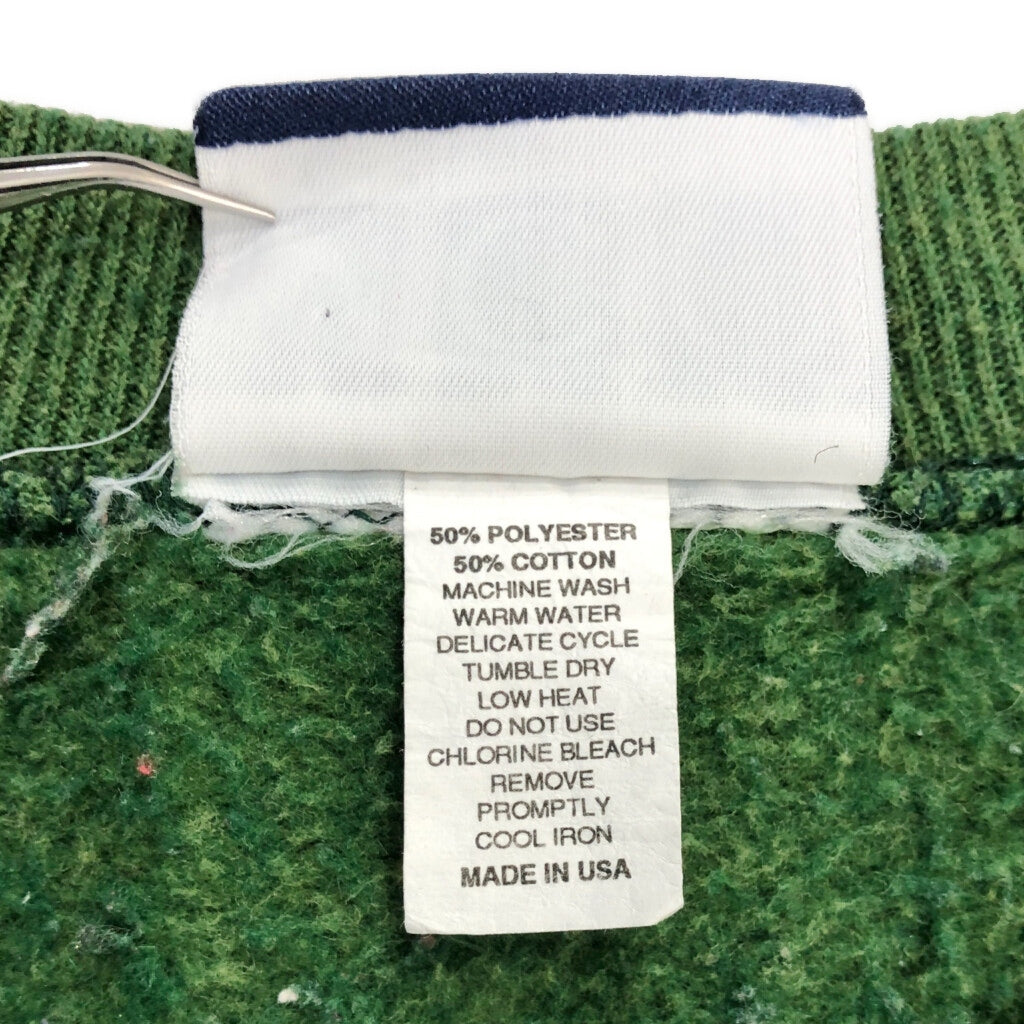 50% POLYESTER
50% COTTON
MACHINE WASH
WARM WATER
DELICATE CYCLE
TUMBLE DRY
LOW HEAT
DO NOT USE
CHLORINE BLEACH
REMOVE
PROMPTLY
COOL IRON
MADE IN USA